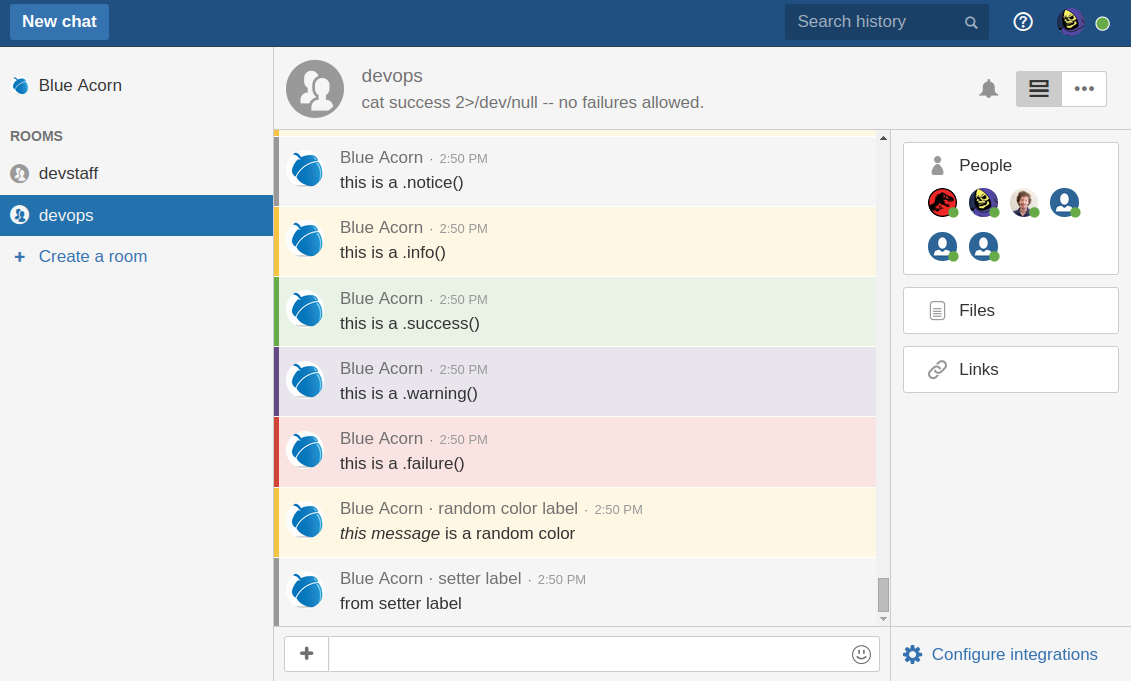 New chat
Search history
Blue Acorn
ROOMS
devstaff
devops
+ Create a room
devops
cat success 2>/dev/null -- no failures allowed.
Blue Acorn · 2:50 PM
this is a .notice()
Blue Acorn · 2:50 PM
this is a .info()
Blue Acorn · 2:50 PM
this is a .success()
Blue Acorn · 2:50 PM
this is a .warning()
Blue Acorn · 2:50 PM
this is a .failure()
Blue Acorn · random color label · 2:50 PM
this message is a random color
Blue Acorn · setter label · 2:50 PM
from setter label
People
Files
Links
Configure integrations